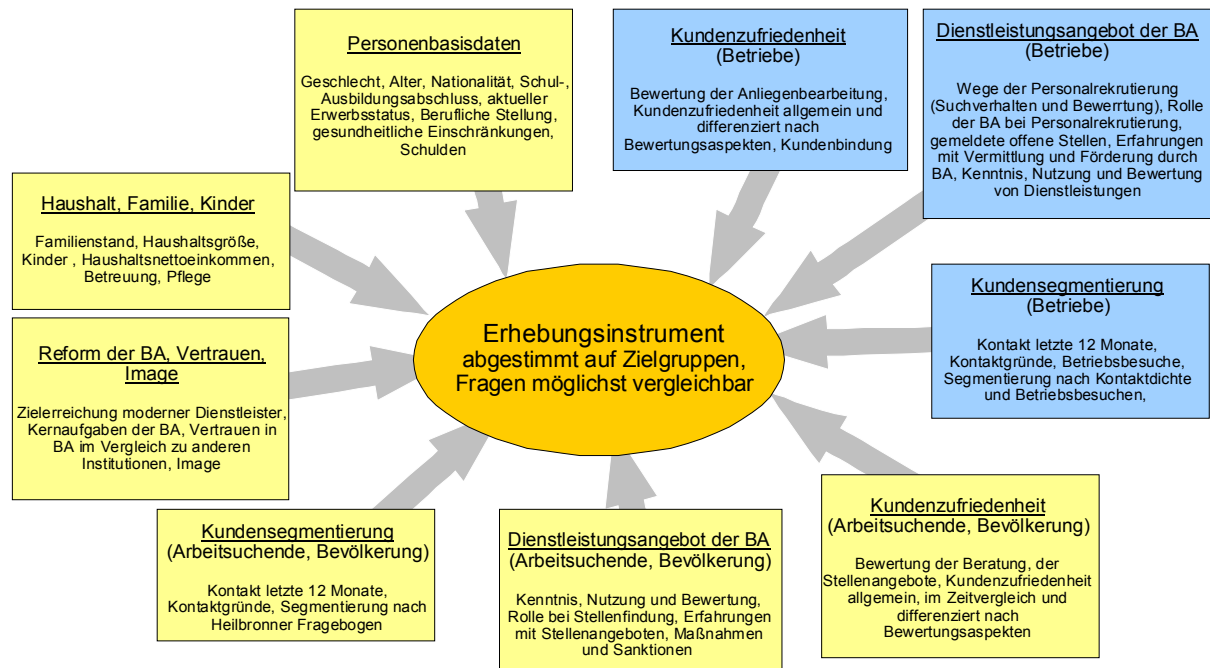 Personenbasisdaten
Geschlecht, Alter, Nationalität, Schul-,
Ausbildungsabschluss, aktueller
Erwerbsstatus, Berufliche Stellung,
gesundheitliche Einschränkungen,
Schulden
Kundenzufriedenheit
(Betriebe)
Bewertung der Anliegenbearbeitung,
Kundenzufriedenheit allgemein und
differenziert nach
Bewertungsaspekten, Kundenbindung
Dienstleistungsangebot der BA
(Betriebe)
Wege der Personalrekrutierung
(Suchverhalten und Bewerrtung), Rolle
der BA bei Personalrekrutierung,
gemeldete offene Stellen, Erfahrungen
mit Vermittlung und Förderung durch
BA, Kenntnis, Nutzung und Bewertung
von Dienstleistungen
Haushalt, Familie, Kinder
Familienstand, Haushaltsgröße,
Kinder , Haushaltsnettoeinkommen,
Betreuung, Pflege
Kundensegmentierung
(Betriebe)
Kontakt letzte 12 Monate,
Kontaktgründe, Betriebsbesuche,
Segmentierung nach Kontaktdichte
und Betriebsbesuchen,
Erhebungsinstrument
abgestimmt auf Zielgruppen,
Fragen möglichst vergleichbar
Reform der BA, Vertrauen,
Image
Zielerreichung moderner Dienstleister,
Kernaufgaben der BA, Vertrauen in
BA im Vergleich zu anderen
Institutionen, Image
Kundensegmentierung
(Arbeitsuchende, Bevölkerung)
Kontakt letzte 12 Monate,
Kontaktgründe, Segmentierung nach
Heilbronner Fragebogen
Dienstleistungsangebot der BA
(Arbeitsuchende, Bevölkerung)
Kenntnis, Nutzung und Bewertung,
Rolle bei Stellenfindung, Erfahrungen
mit Stellenangeboten, Maßnahmen
und Sanktionen
Kundenzufriedenheit
(Arbeitsuchende, Bevölkerung)
Bewertung der Beratung, der
Stellenangebote, Kundenzufriedenheit
allgemein, im Zeitvergleich und
differenziert nach
Bewertungsaspekten